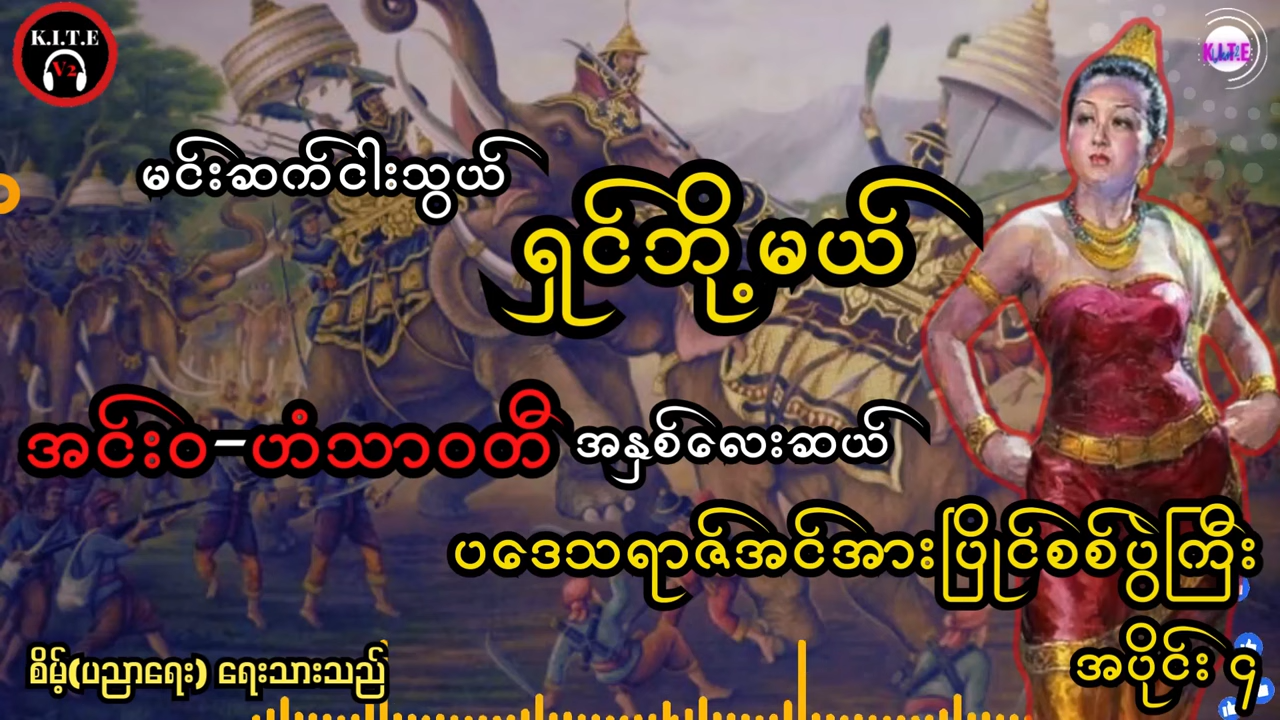 K.I.T.E
V2
K.I.T.E
မင်းဆက်ငါးသွယ်
ရှင်ဘို့မယ်
အင်းဝ-ဟံသာဝတီ အနှစ်လေးဆယ်
ပဒေသရာဇ်အင်အားပြိုင်စစ်ပွဲကြီး
စိမ့်(ပညာရေး) ရေးသားသည်
အပိုင်း ၄